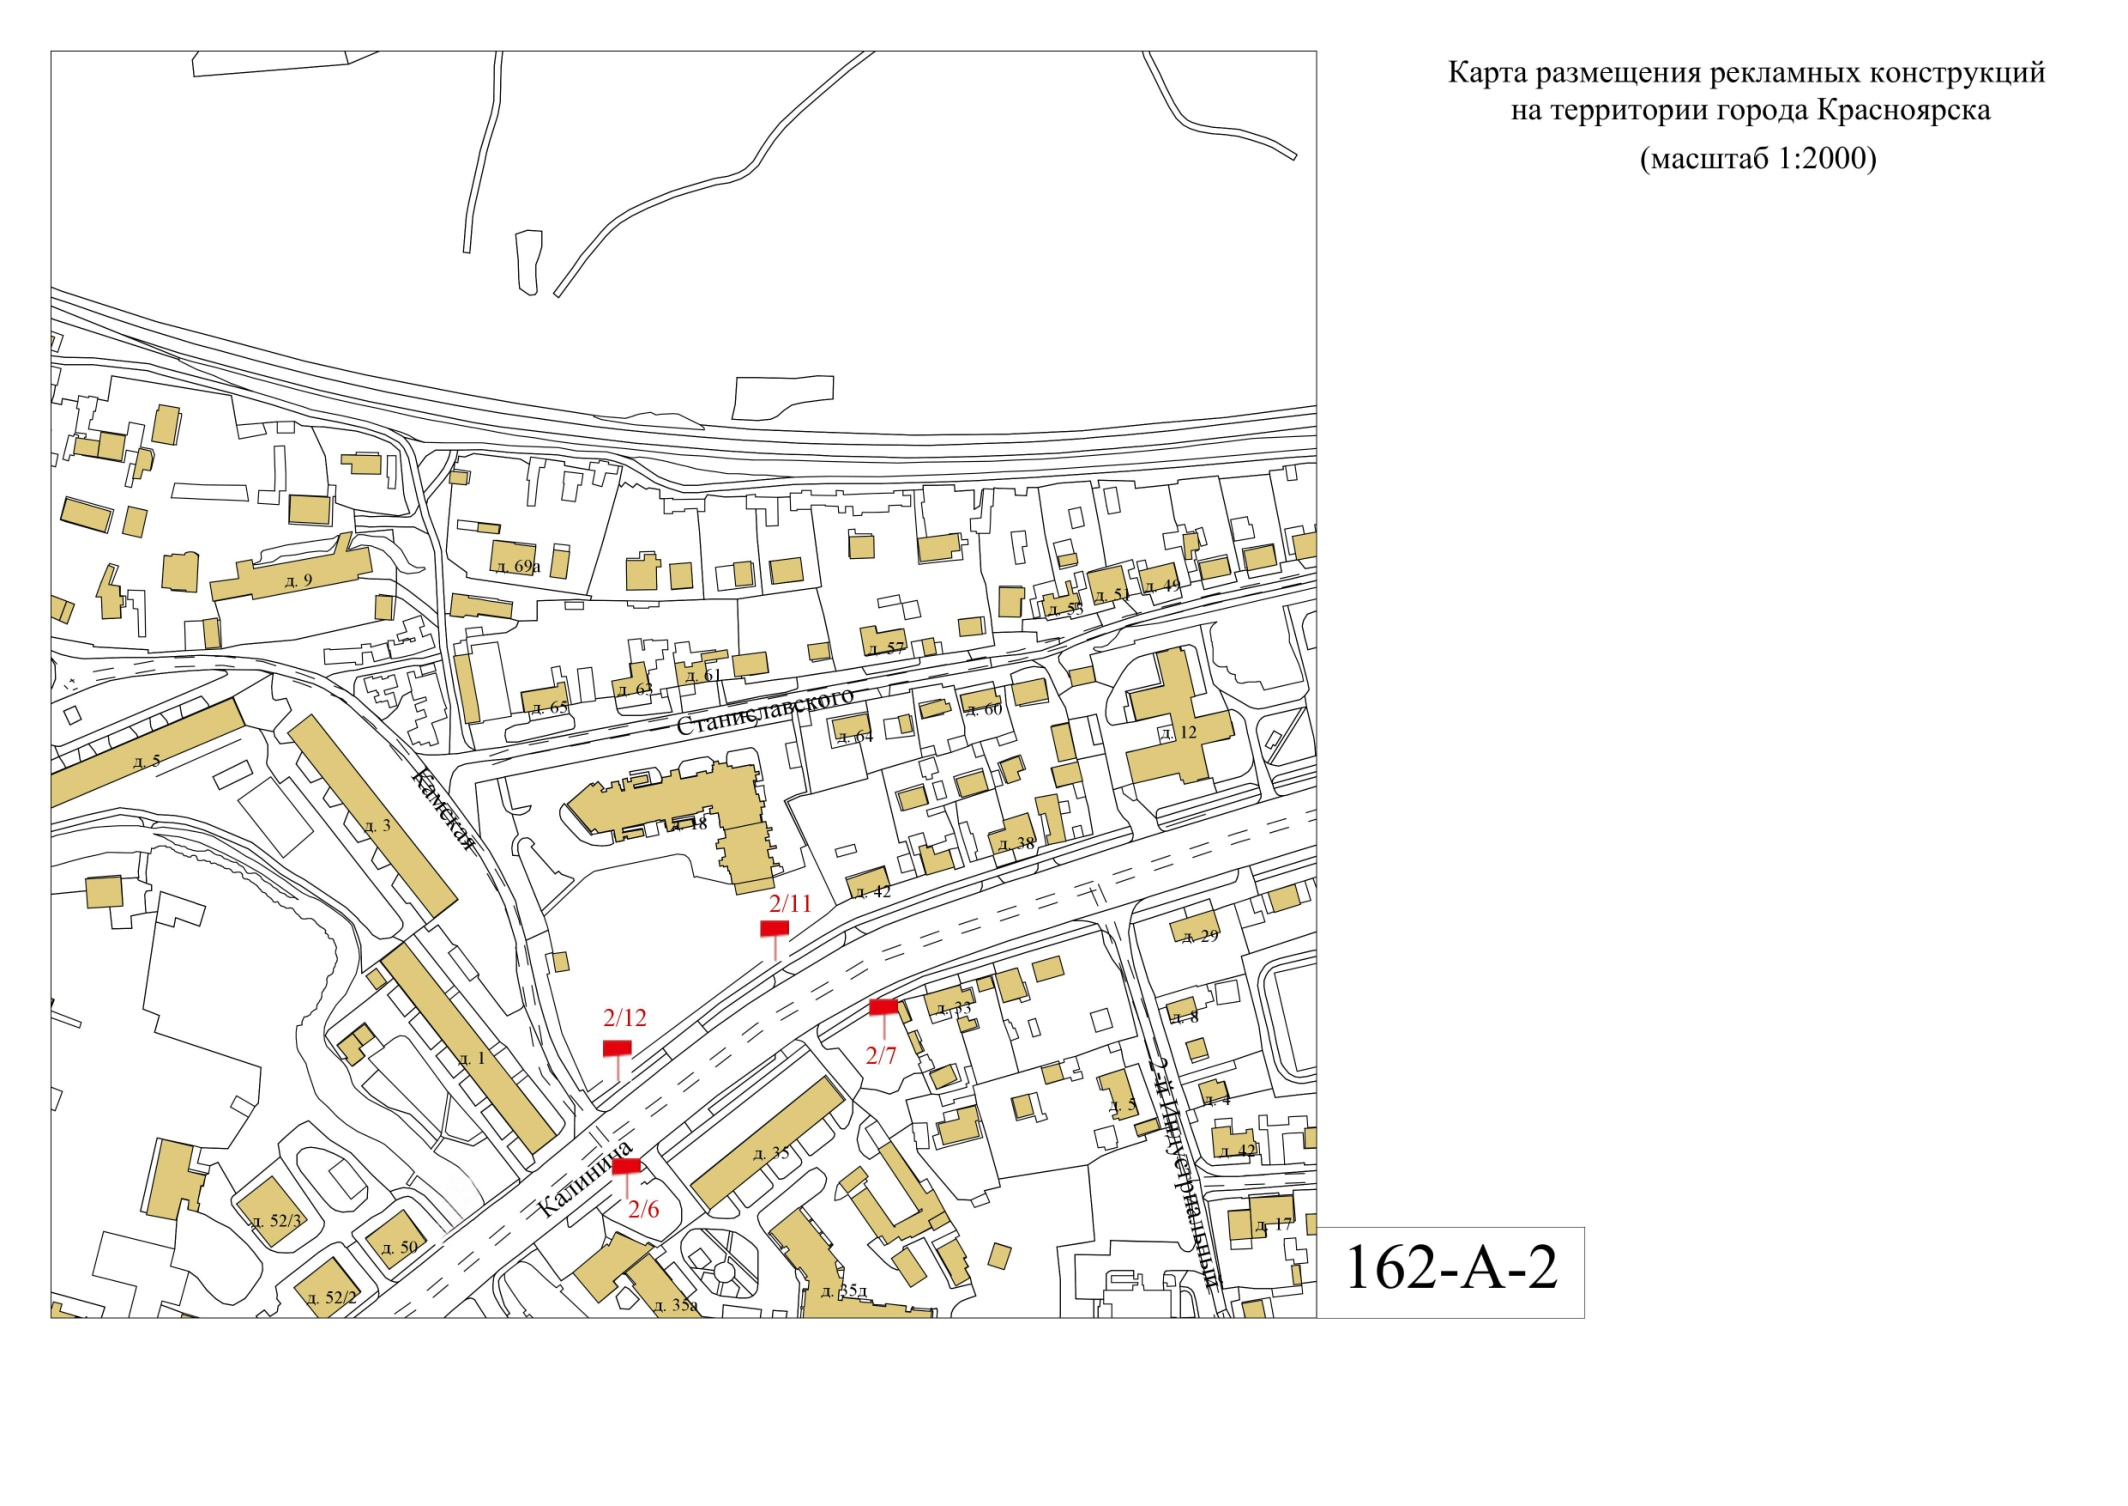 Карта размещения рекламных конструкций
на территории города Красноярска
(масштаб 1:2000)
д. 69а
д. 9
д. 49
д. 51
д. 55
д. 57
д. 61
д. 63
д. 65
Станиславского
д. 60
д. 64
д. 12
д. 5
Камская
д. 3
д. 18
д. 38
д. 42
2/11
д. 29
д. 33
д. 8
2/12
2/7
д. 1
2-й Индустриальный
д. 4
д. 5
д. 42
д. 35
Калинина
2/6
д. 52/3
д. 17
д. 50
162-А-2
д. 35д
д. 52/2
д. 35а